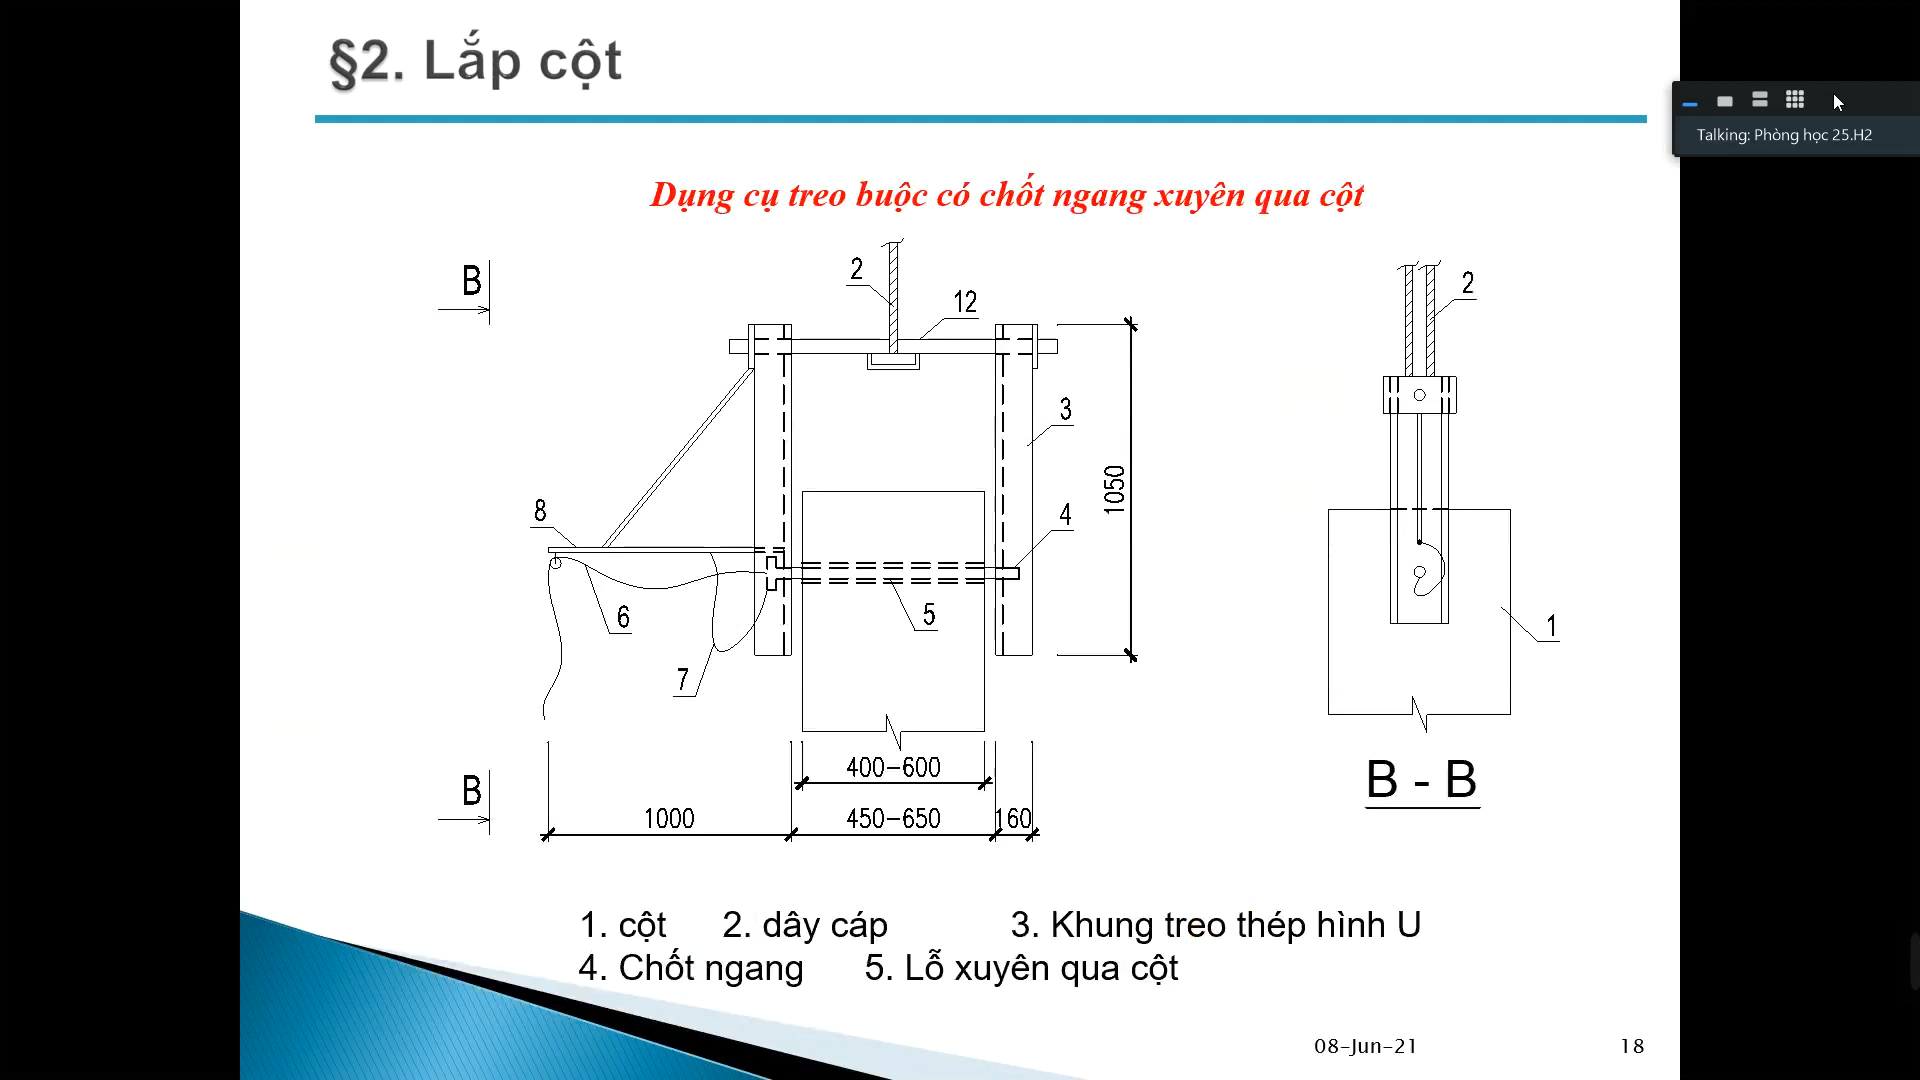 §2. Lắp cột
Talking: Phòng học 25.H2
Dụng cụ treo buộc có chốt ngang xuyên qua cột
B
2
12
2
3
1050
8
4
5
6
1
7
400-600
B
1000
450-650
160
B - B
1. cột 2. dây cáp 3. Khung treo thép hình U
4. Chốt ngang 5. Lỗ xuyên qua cột
08-Jun-21 18